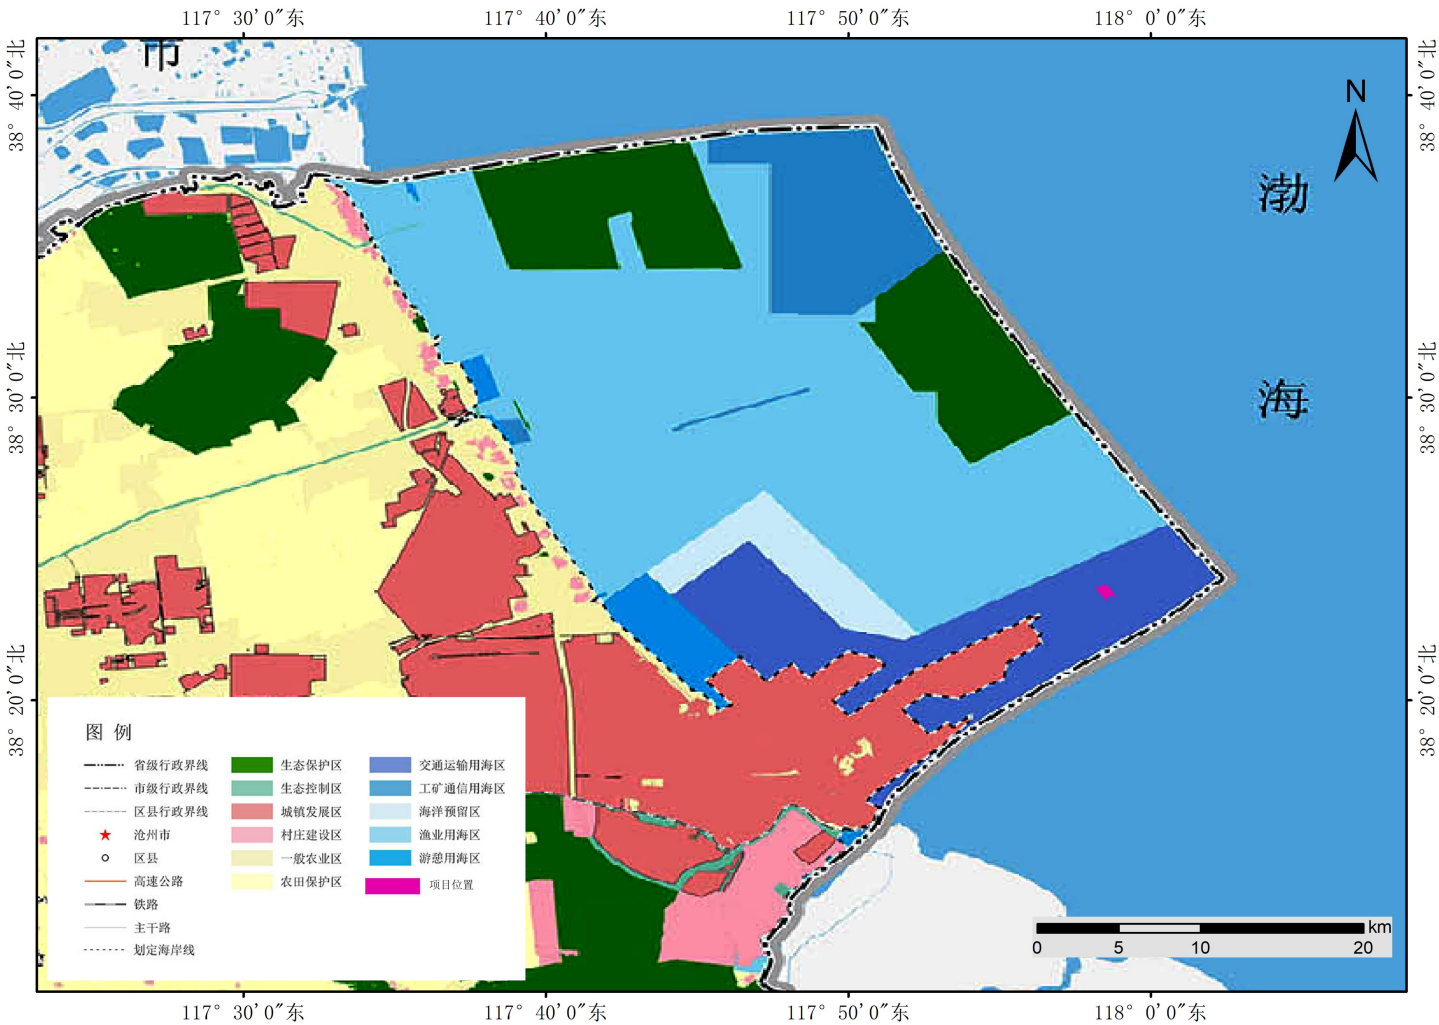 117° 30′0″东 117° 40′0″东 117° 50′0″东 118° 0′0″东
38° 40′0″北
38° 30′0″北
38° 20′0″北
38° 40′0″北
38° 30′0″北
38° 20′0″北
市
N
渤
海
图 例
省级行政界线
市级行政界线
区县行政界线
沧州市
区县
高速公路
铁路
主干路
划定海岸线
生态保护区
生态控制区
城镇发展区
村庄建设区
一般农业区
农田保护区
交通运输用海区
工矿通信用海区
海洋预留区
渔业用海区
游憩用海区
项目位置
km
0 5 10 20
117° 30′0″东 117° 40′0″东 117° 50′0″东 118° 0′0″东